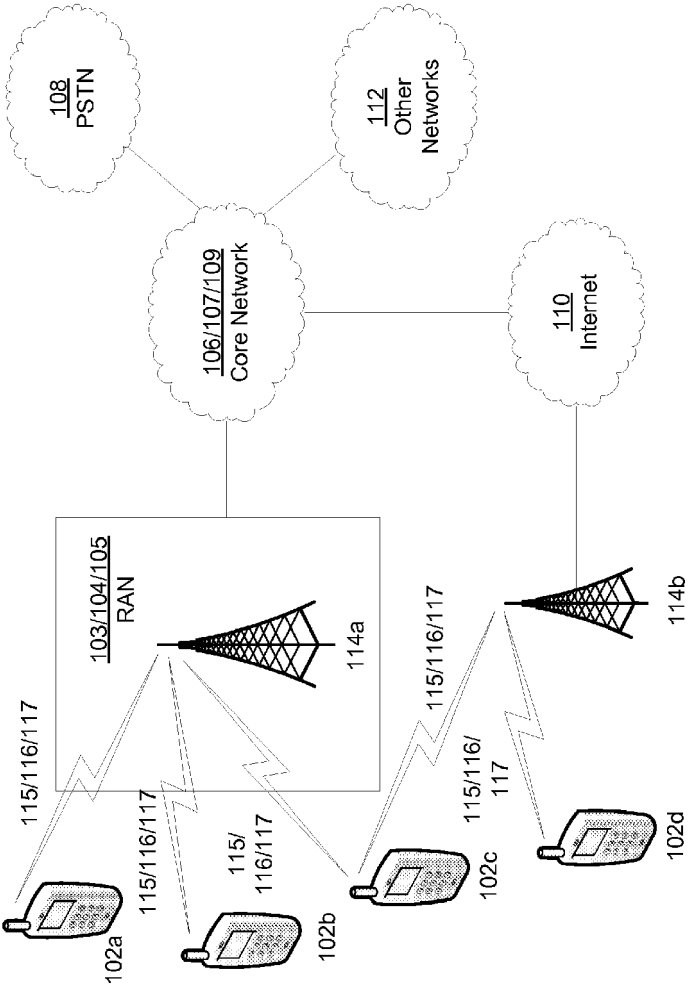 102a
115/116/117
102b
115/116/117
102c
115/
116/117
102d
115/116/
117
115/116/117
103/104/105
RAN
114a
114b
106/107/109
Core Network
110
Internet
108
PSTN
112
Other
Networks